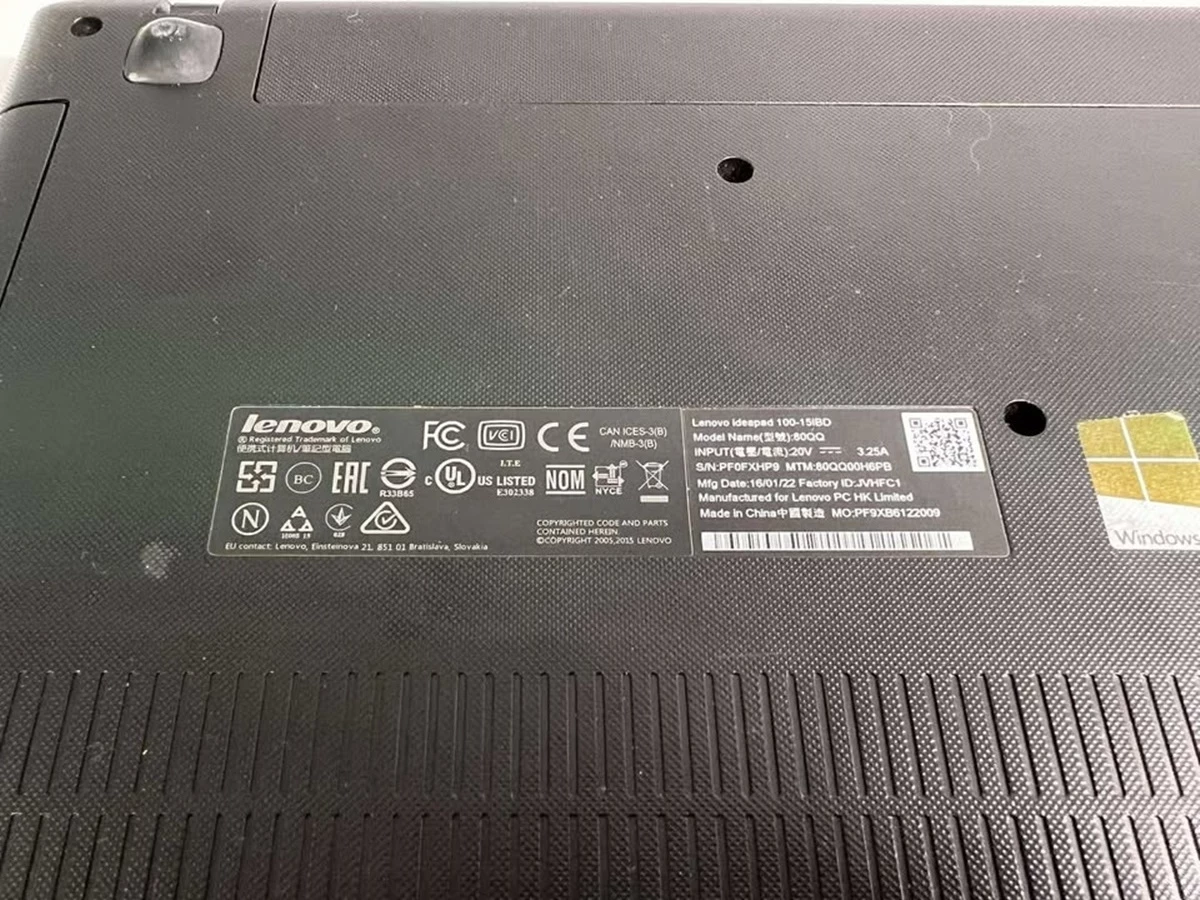 lenovo®
® Registered Trademark of Lenovo
便携式计算机/筆記型電腦
FC
VCI
CE
CAN ICES-3(B)
/NMB-3(B)
BC
EAC
R33B65
c UL US LISTED
I.T.E
E302338
NOM
NYCE
N
EU contact: Lenovo, Einsteinova 21, 851 01 Bratislava, Slovakia
COPYRIGHTED CODE AND PARTS
CONTAINED HEREIN
©COPYRIGHT 2005,2015 LENOVO
Lenovo ideapad 100-15IBD
Model Name(型號):80QQ
INPUT(電壓/電流):20V ⎓ 3.25A
S/N:PF0FXHP9 MTM:80QQ00H6PB
Mfg Date:16/01/22 Factory ID:JVHFC1
Manufactured for Lenovo PC HK Limited
Made in China中國製造 MO:PF9XB6122009
Windows